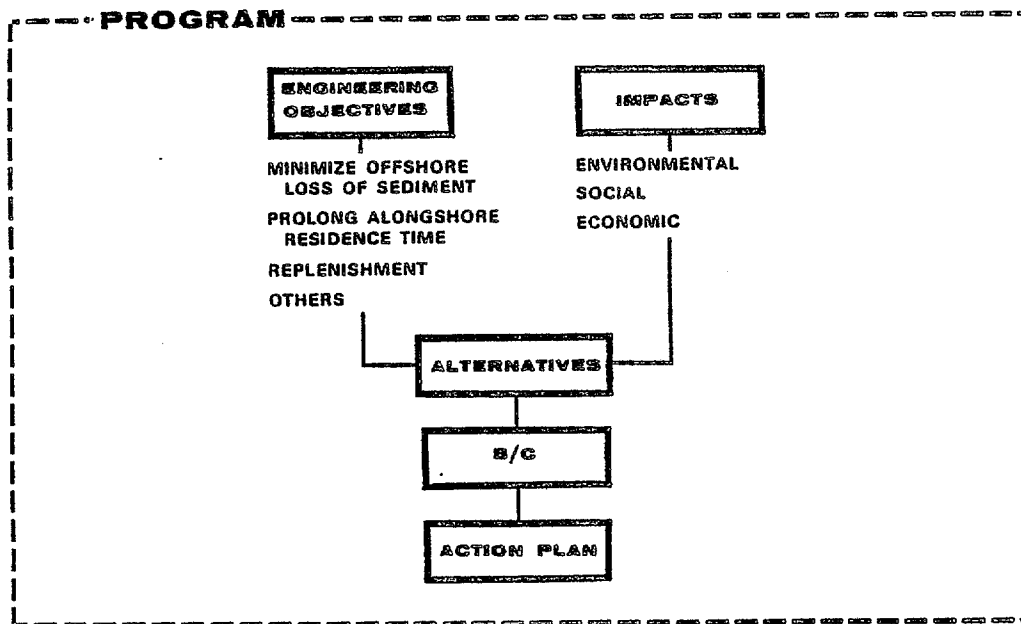 PROGRAM
ENGINEERING
OBJECTIVES
MINIMIZE OFFSHORE
LOSS OF SEDIMENT
PROLONG ALONGSHORE
RESIDENCE TIME
REPLENISHMENT
OTHERS
IMPACTS
ENVIRONMENTAL
SOCIAL
ECONOMIC
ALTERNATIVES
B/C
ACTION PLAN